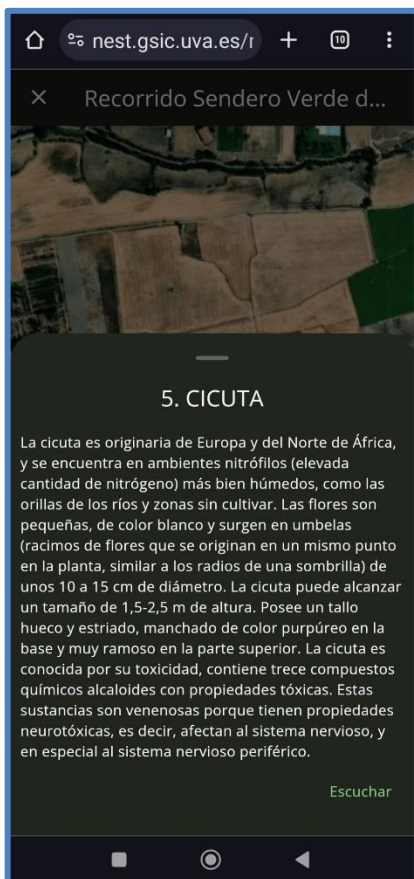 nest.gsic.uva.es/r
10
Recorrido Sendero Verde d...
5. CICUTA
La cicuta es originaria de Europa y del Norte de África,
y se encuentra en ambientes nitrófilos (elevada
cantidad de nitrógeno) más bien húmedos, como las
orillas de los ríos y zonas sin cultivar. Las flores son
pequeñas, de color blanco y surgen en umbelas
(racimos de flores que se originan en un mismo punto
en la planta, similar a los radios de una sombrilla) de
unos 10 a 15 cm de diámetro. La cicuta puede alcanzar
un tamaño de 1,5-2,5 m de altura. Posee un tallo
hueco y estriado, manchado de color purpúreo en la
base y muy ramoso en la parte superior. La cicuta es
conocida por su toxicidad, contiene trece compuestos
químicos alcaloides con propiedades tóxicas. Estas
sustancias son venenosas porque tienen propiedades
neurotóxicas, es decir, afectan al sistema nervioso, y
en especial al sistema nervioso periférico.
Escuchar